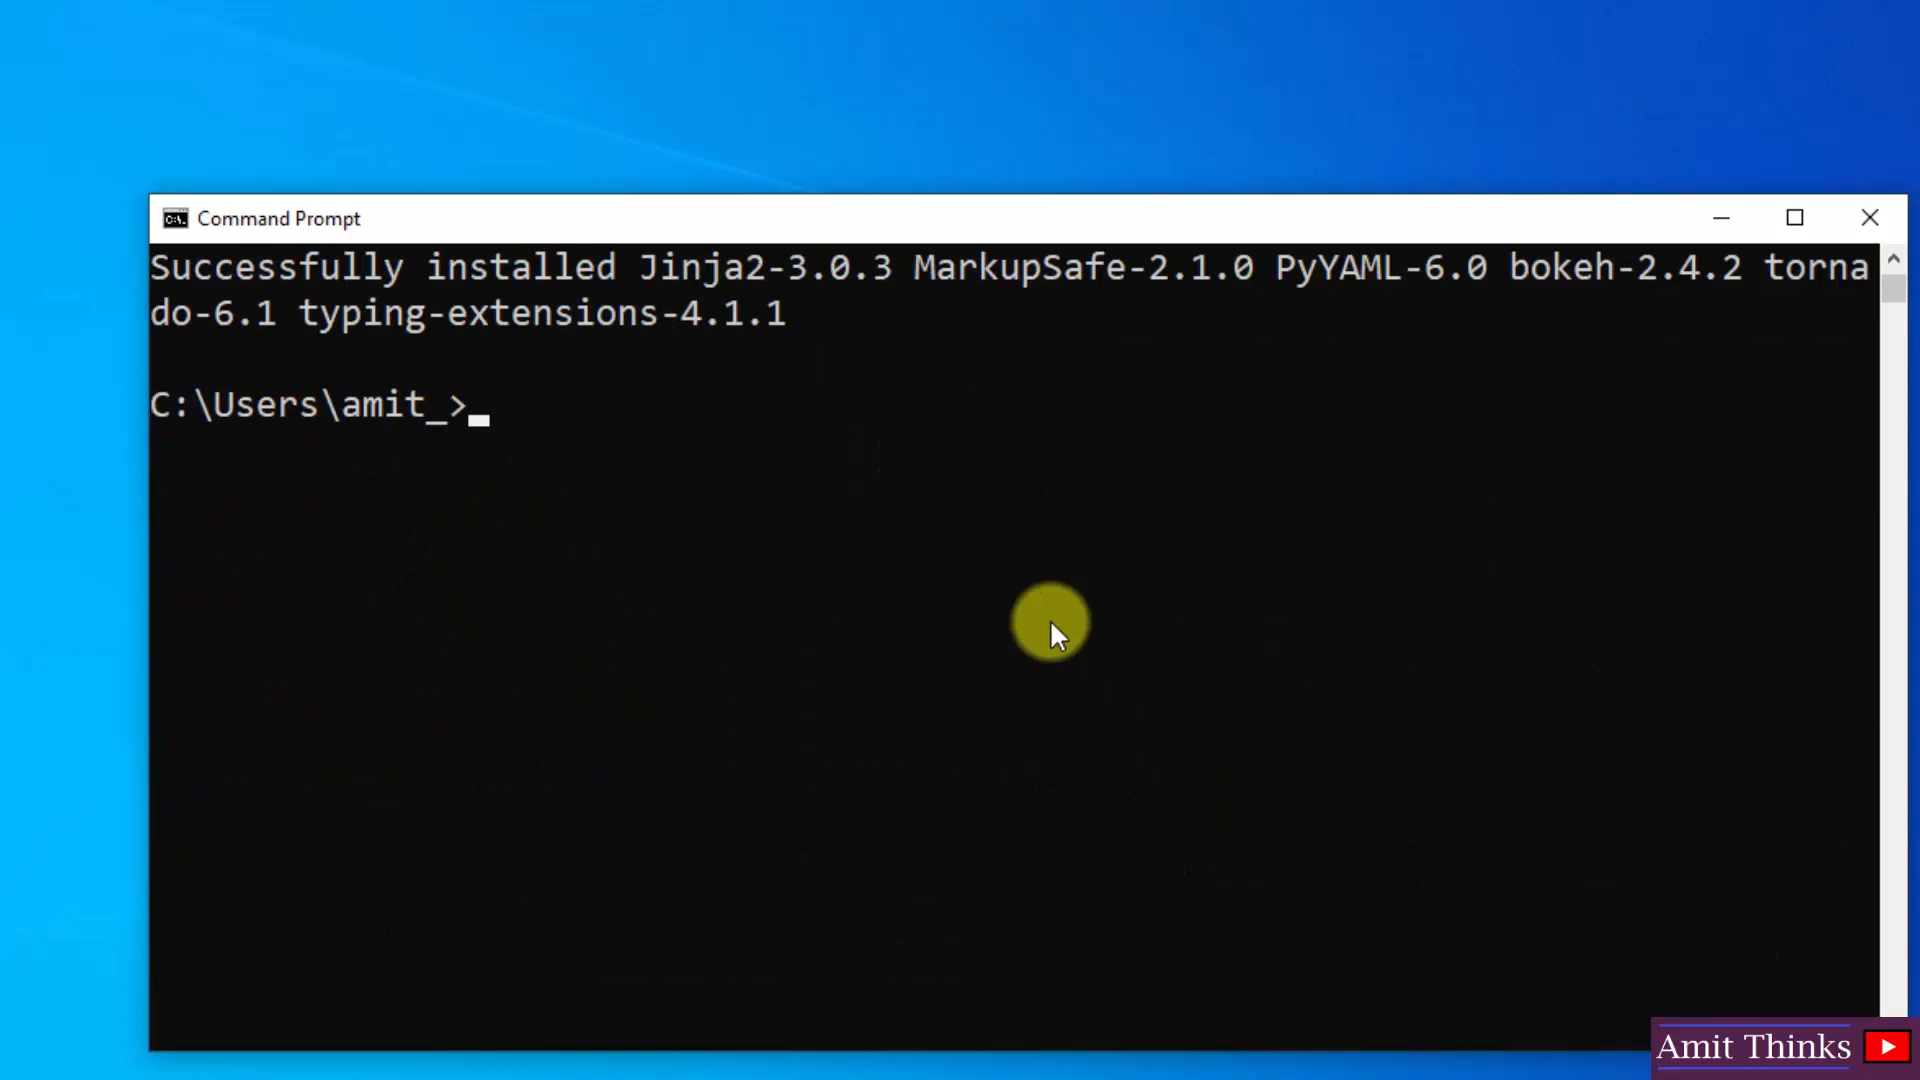 Command Prompt
Successfully installed Jinja2-3.0.3 MarkupSafe-2.1.0 PyYAML-6.0 bokeh-2.4.2 torna
do-6.1 typing-extensions-4.1.1
C:\Users\amit_>
Amit Thinks